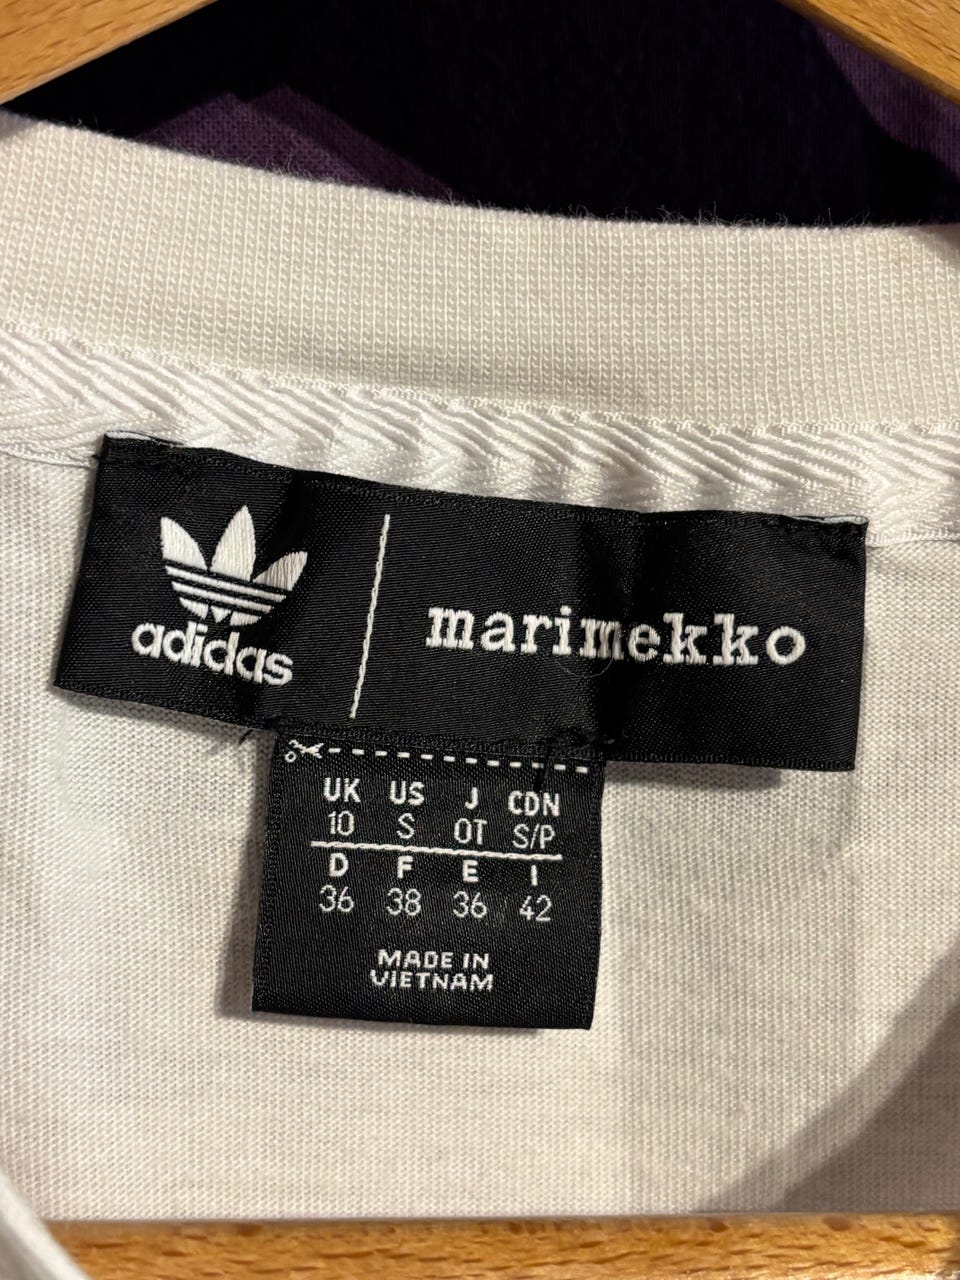 adidas
marimekko
UK US J CDN
10 S OT S/P
D F E I
36 38 36 42
MADE IN
VIETNAM